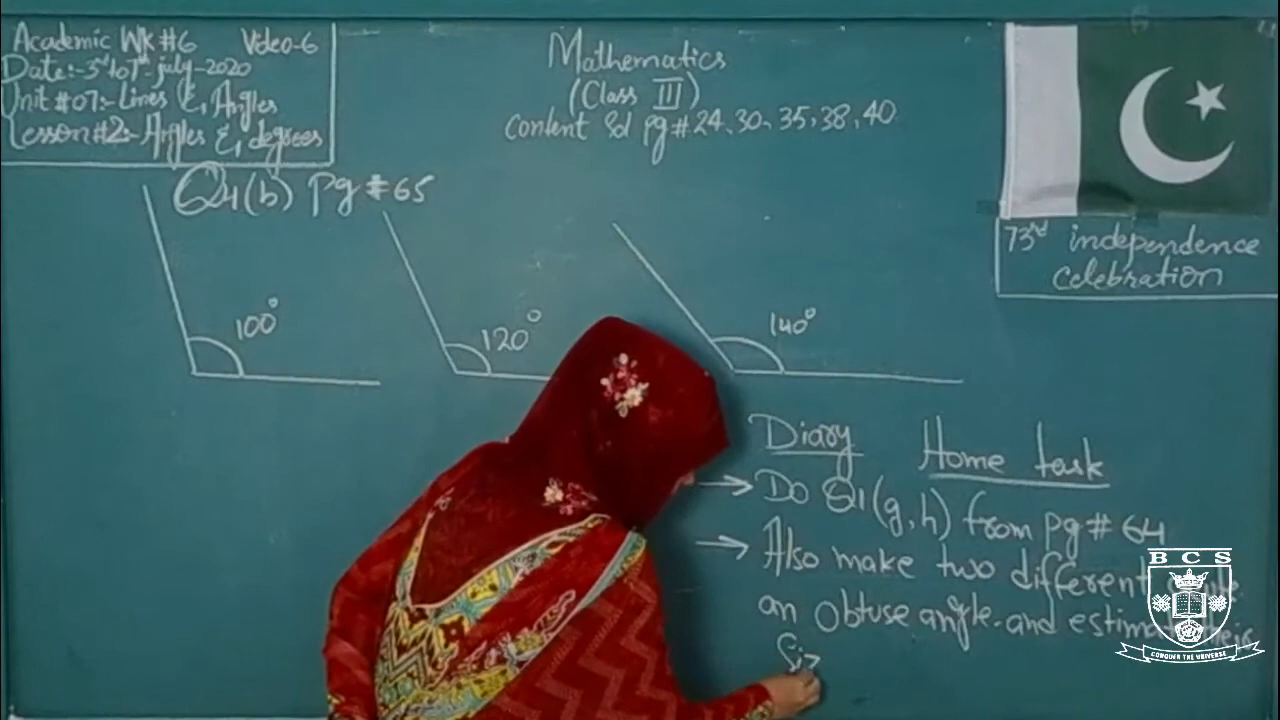 Academic Wk#6 Video-6
Date:-3rd to 7th-july-2020
Unit #07:-Lines & Angles
Lesson#2:-Angles & degrees
Mathematics
(Class III)
Content Sd pg#24,30,35,38,40
73rd independence
celebration
Q4(b) Pg #65
100°
120°
140°
Diary Home task
→ Do Q1(g,h) from pg# 64
→ Also make two different
an obtuse angle. and estimate their
Siz
BCS
CONQUER THE UNIVERSE